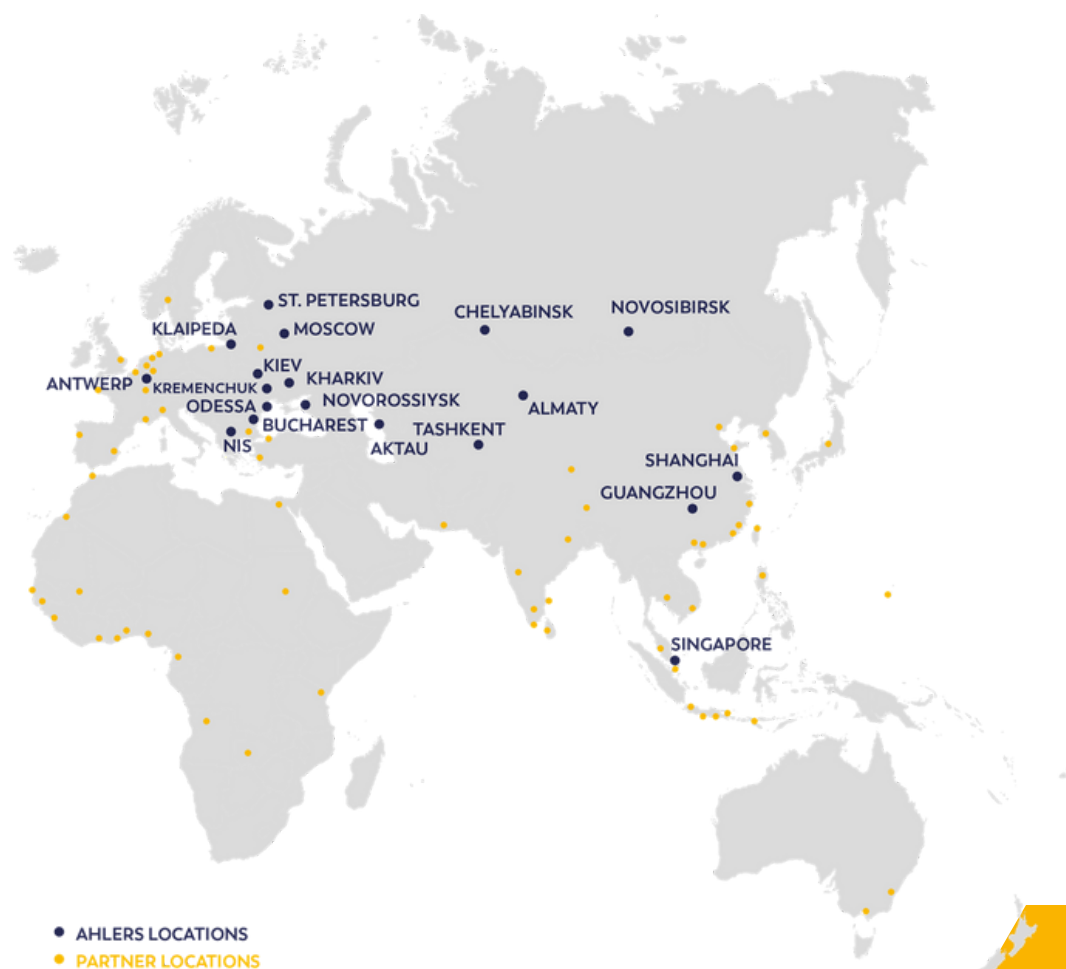 ST. PETERSBURG
CHELYABINSK
NOVOSIBIRSK
KLAIPEDA
MOSCOW
KIEV
ANTWERP
KREMENCHUK
KHARKIV
ODESSA
NOVOROSSIYSK
ALMATY
BUCHAREST
TASHKENT
NIS
AKTAU
SHANGHAI
GUANGZHOU
SINGAPORE
AHLERS LOCATIONS
PARTNER LOCATIONS